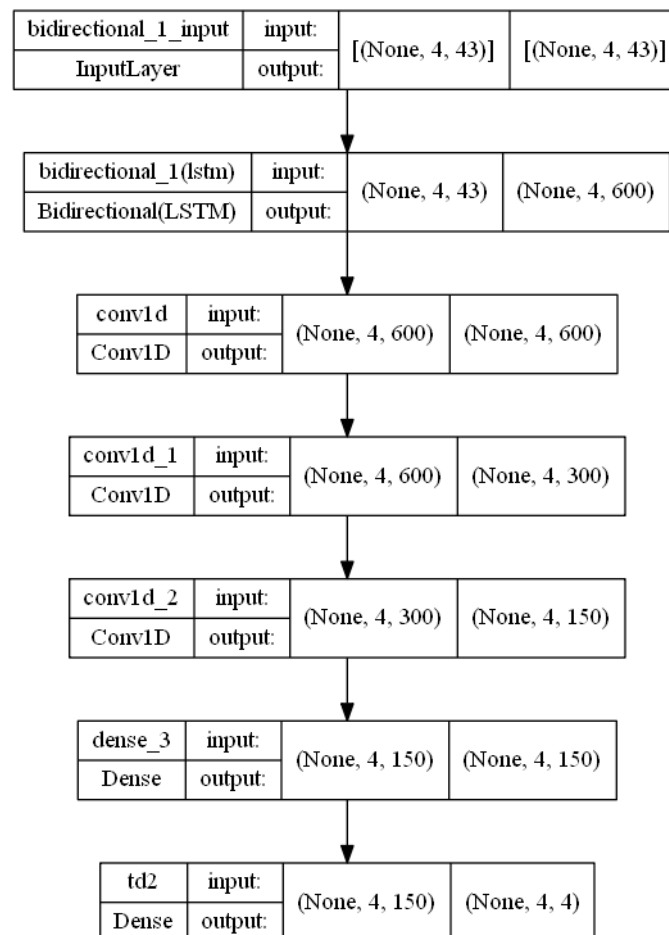 bidirectional_1_input input: [(None, 4, 43)] [(None, 4, 43)]
InputLayer output:
bidirectional_1(lstm) input: (None, 4, 43) (None, 4, 600)
Bidirectional(LSTM) output:
conv1d input: (None, 4, 600) (None, 4, 600)
Conv1D output:
conv1d_1 input: (None, 4, 600) (None, 4, 300)
Conv1D output:
conv1d_2 input: (None, 4, 300) (None, 4, 150)
Conv1D output:
dense_3 input: (None, 4, 150) (None, 4, 150)
Dense output:
td2 input: (None, 4, 150) (None, 4, 4)
Dense output: